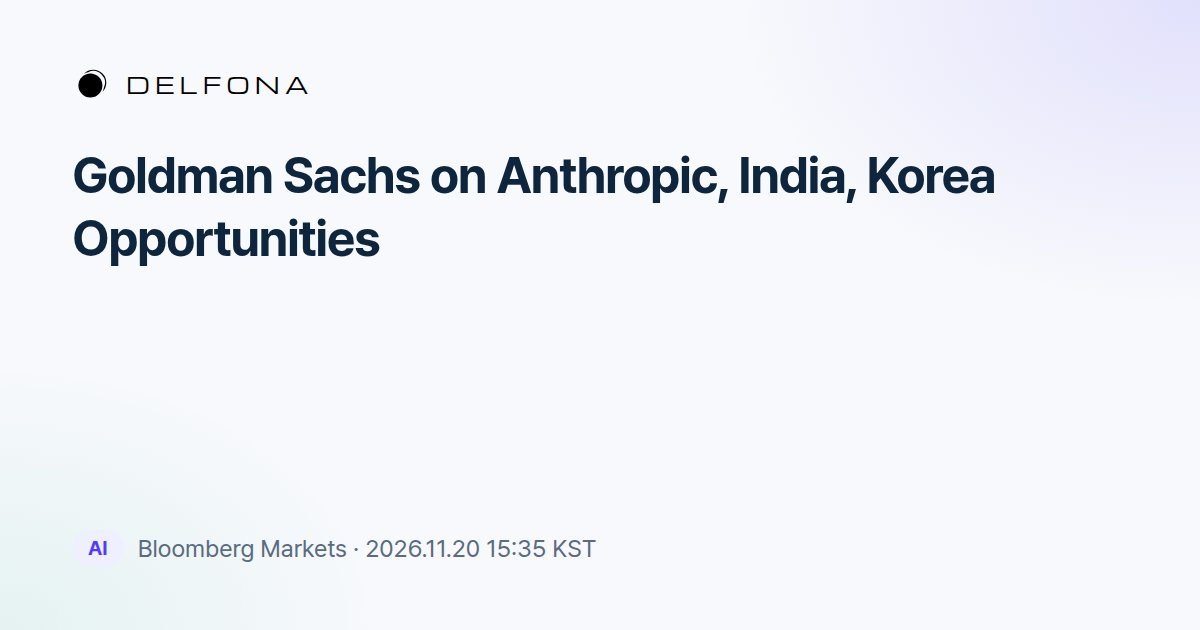 DELFONA
Goldman Sachs on Anthropic, India, Korea
Opportunities
AI Bloomberg Markets · 2026.11.20 15:35 KST